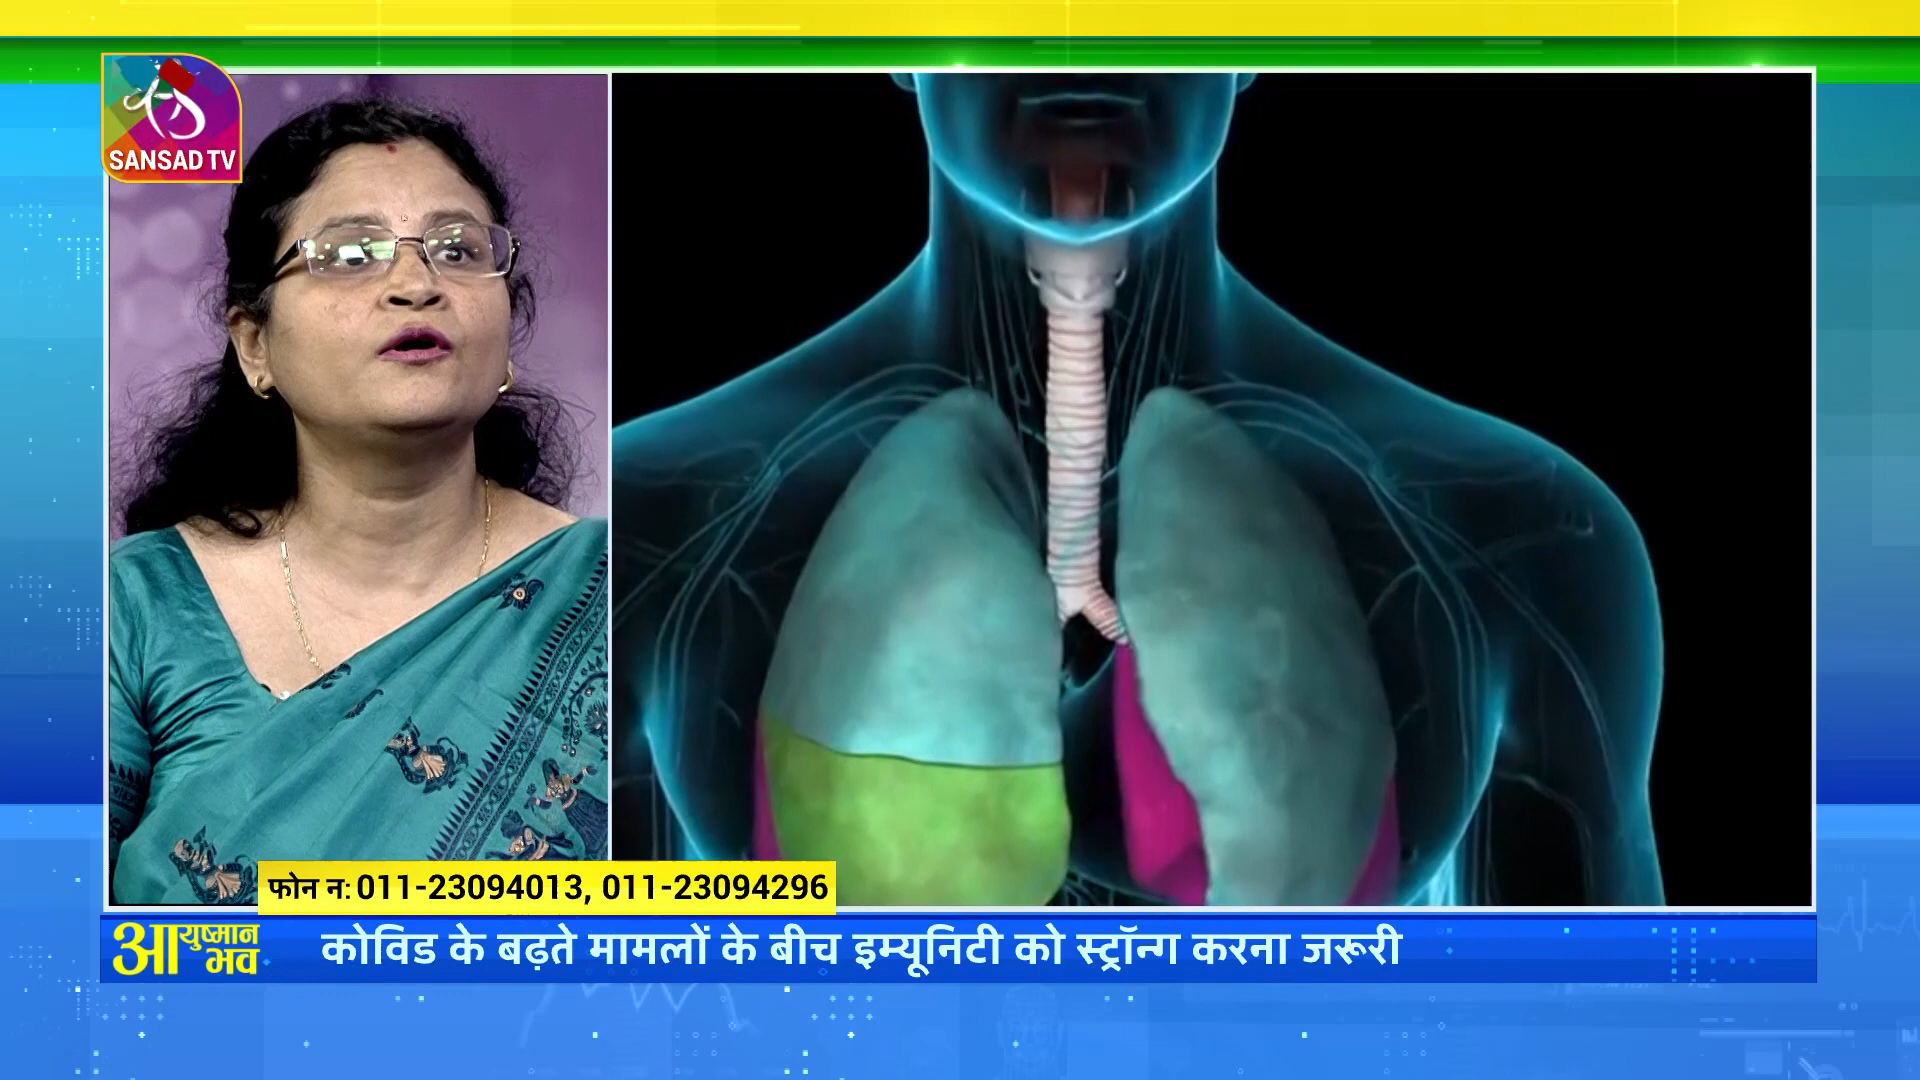 SANSAD TV
फोन न: 011-23094013, 011-23094296
आयुष्मान भव
कोविड के बढ़ते मामलों के बीच इम्यूनिटी को स्ट्रॉन्ग करना जरूरी